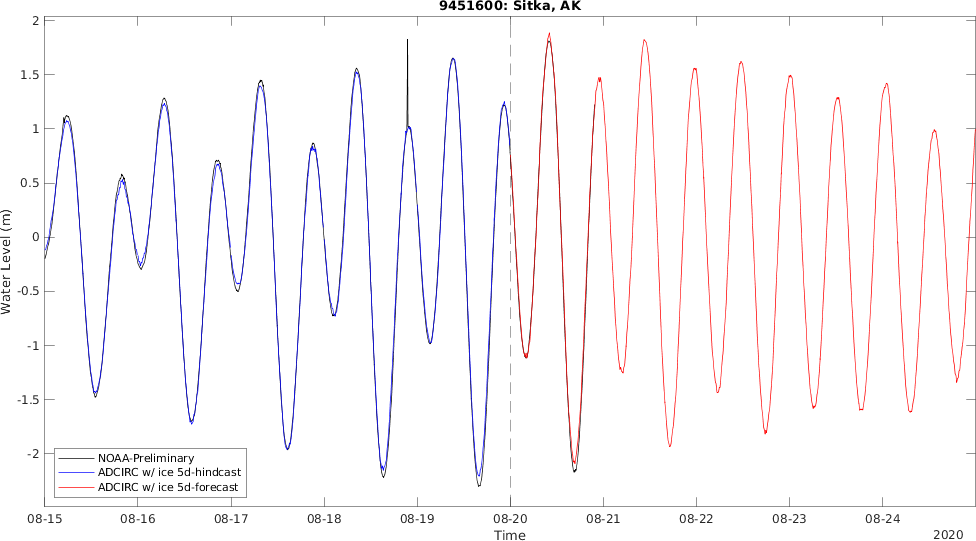 9451600: Sitka, AK
2
1.5
1
0.5
0
-0.5
-1
-1.5
-2
Water Level (m)
NOAA-Preliminary
ADCIRC w/ ice 5d-hindcast
ADCIRC w/ ice 5d-forecast
08-15 08-16 08-17 08-18 08-19 08-20 08-21 08-22 08-23 08-24
Time
2020